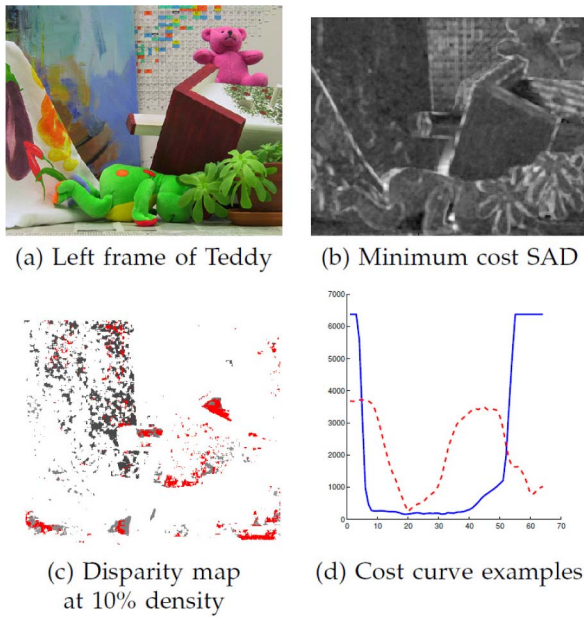 (a) Left frame of Teddy
(b) Minimum cost SAD
7000
6000
5000
4000
3000
2000
1000
0
0 10 20 30 40 50 60 70
(c) Disparity map
at 10% density
(d) Cost curve examples